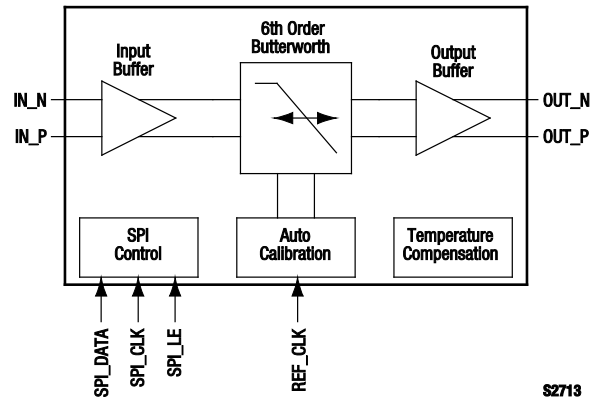 6th Order
Butterworth
Input
Buffer
Output
Buffer
IN_N
IN_P
OUT_N
OUT_P
SPI
Control
Auto
Calibration
Temperature
Compensation
SPI_DATA
SPI_CLK
SPI_LE
REF_CLK
S2713